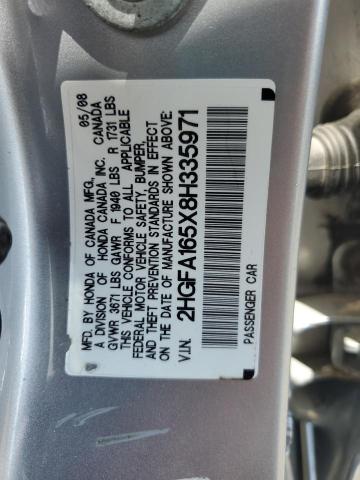 MFD. BY HONDA OF CANADA MFG. 05/08
A DIVISION OF HONDA CANADA INC. CANADA
GVWR 3671 LBS GAWR F 1940 LBS R 1731 LBS
THIS VEHICLE CONFORMS TO ALL APPLICABLE
FEDERAL MOTOR VEHICLE SAFETY, BUMPER,
AND THEFT PREVENTION STANDARDS IN EFFECT
ON THE DATE OF MANUFACTURE SHOWN ABOVE.
V.I.N. 2HGFA165X8H335971
PASSENGER CAR